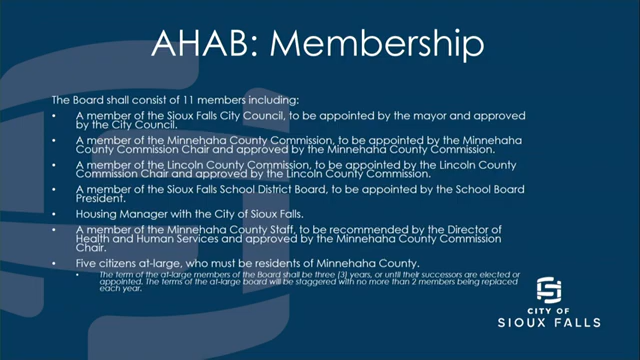 AHAB: Membership
The Board shall consist of 11 members including:
• A member of the Sioux Falls City Council, to be appointed by the mayor and approved
by the City Council.
• A member of the Minnehaha County Commission, to be appointed by the Minnehaha
County Commission Chair and approved by the Minnehaha County Commission.
• A member of the Lincoln County Commission, to be appointed by the Lincoln County
Commission Chair and approved by the Lincoln County Commission.
• A member of the Sioux Falls School District Board, to be appointed by the School Board
President.
• Housing Manager with the City of Sioux Falls.
• A member of the Minnehaha County Staff, to be recommended by the Director of
Health and Human Services and approved by the Minnehaha County Commission
Chair.
• Five citizens at-large, who must be residents of Minnehaha County.
• The term of the at-large members of the Board shall be three [3] years, or until their successors are elected or
appointed. The terms of the at-large board will be staggered with no more than 2 members being replaced
each year.
CITY OF
SIOUX FALLS